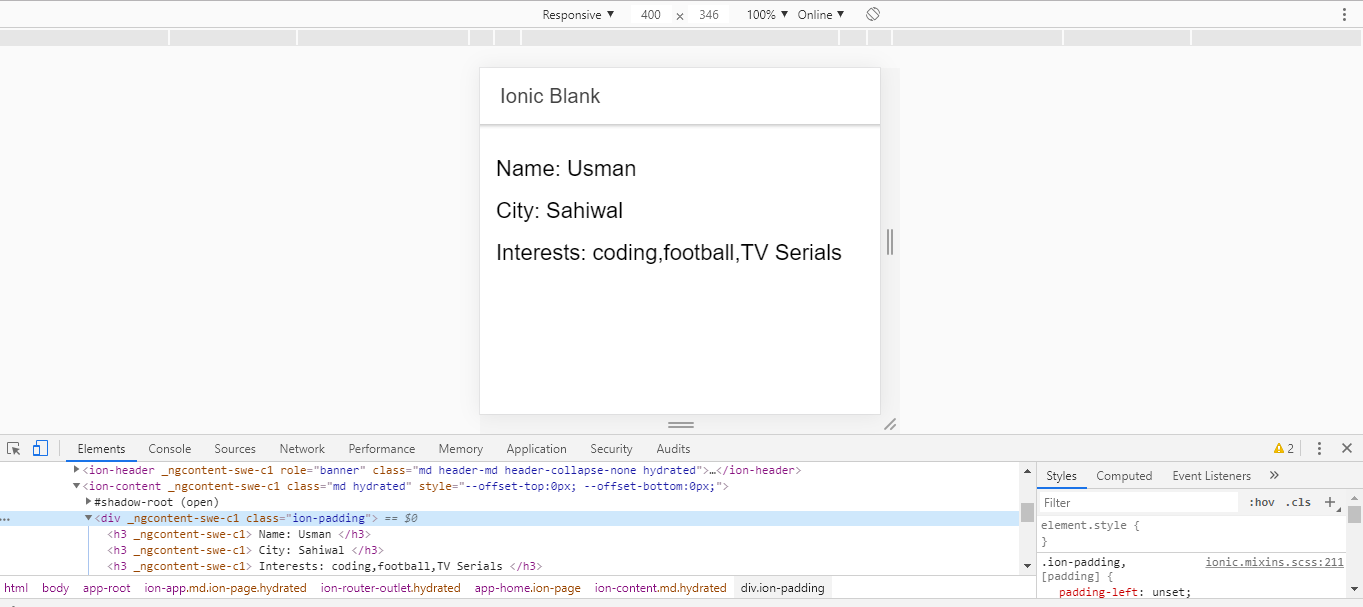 Responsive ▼ 400 x 346 100% ▼ Online ▼
Ionic Blank
Name: Usman
City: Sahiwal
Interests: coding,football,TV Serials
Elements Console Sources Network Performance Memory Application Security Audits 2
<ion-header _ngcontent-swe-c1 role="banner" class="md header-md header-collapse-none hydrated">…</ion-header>
<ion-content _ngcontent-swe-c1 class="md hydrated" style="--offset-top:0px; --offset-bottom:0px;">
#shadow-root (open)
<div _ngcontent-swe-c1 class="ion-padding"> == $0
<h3 _ngcontent-swe-c1> Name: Usman </h3>
<h3 _ngcontent-swe-c1> City: Sahiwal </h3>
<h3 _ngcontent-swe-c1> Interests: coding,football,TV Serials </h3>
html body app-root ion-app.md.ion-page.hydrated ion-router-outlet.hydrated app-home.ion-page ion-content.md.hydrated div.ion-padding
Styles Computed Event Listeners »
Filter :hov .cls +
element.style {
}
.ion-padding, ionic.mixins.scss:211
[padding] {
padding-left: unset;